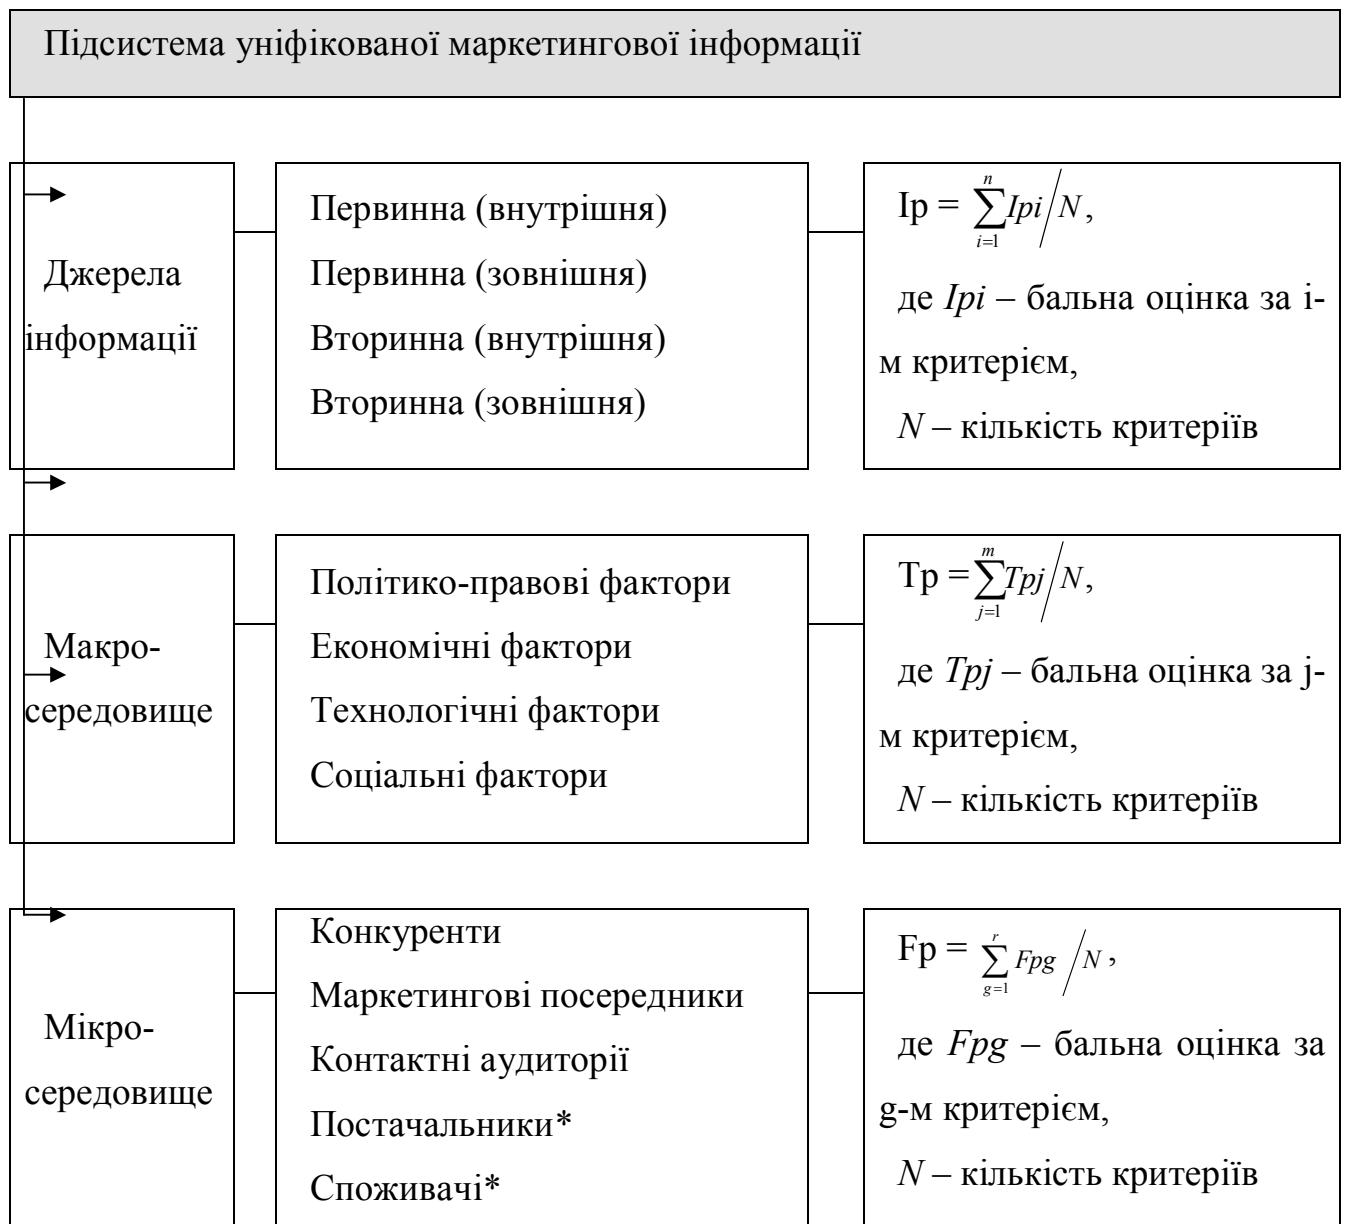 Підсистема уніфікованої маркетингової інформації
Джерела
інформації
Первинна (внутрішня)
Первинна (зовнішня)
Вторинна (внутрішня)
Вторинна (зовнішня)
Ip = ∑ⁿᵢ₌₁ Ipi/N,
де Ipi – бальна оцінка за і-
м критерієм,
N – кількість критеріїв
Макро-
середовище
Політико-правові фактори
Економічні фактори
Технологічні фактори
Соціальні фактори
Tp = ∑ᵐⱼ₌₁ Tpj/N,
де Tpj – бальна оцінка за j-
м критерієм,
N – кількість критеріїв
Мікро-
середовище
Конкуренти
Маркетингові посередники
Контактні аудиторії
Постачальники*
Споживачі*
Fp = ∑ʳg=1 Fpg /N,
де Fpg – бальна оцінка за
g-м критерієм,
N – кількість критеріїв